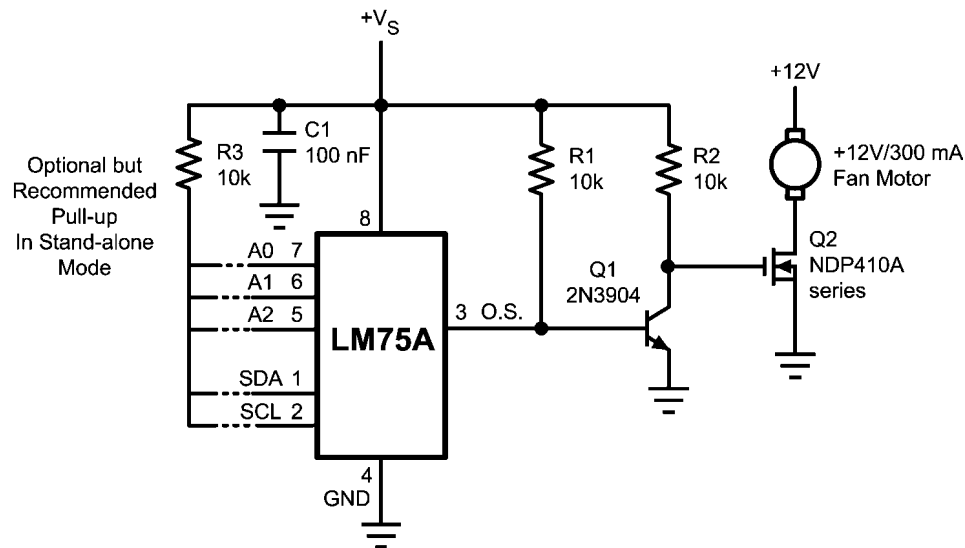 +VS
+12V
C1
100 nF
R3
10k
R1
10k
R2
10k
+12V/300 mA
Fan Motor
Optional but
Recommended
Pull-up
In Stand-alone
Mode
8
A0 7
A1 6
A2 5
SDA 1
SCL 2
LM75A
3 O.S.
Q1
2N3904
Q2
NDP410A
series
4
GND